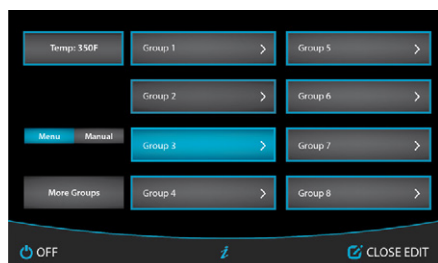 Temp: 350F
Group 1
Group 5
Group 2
Group 6
Menu Manual
Group 3
Group 7
More Groups
Group 4
Group 8
OFF
i
CLOSE EDIT